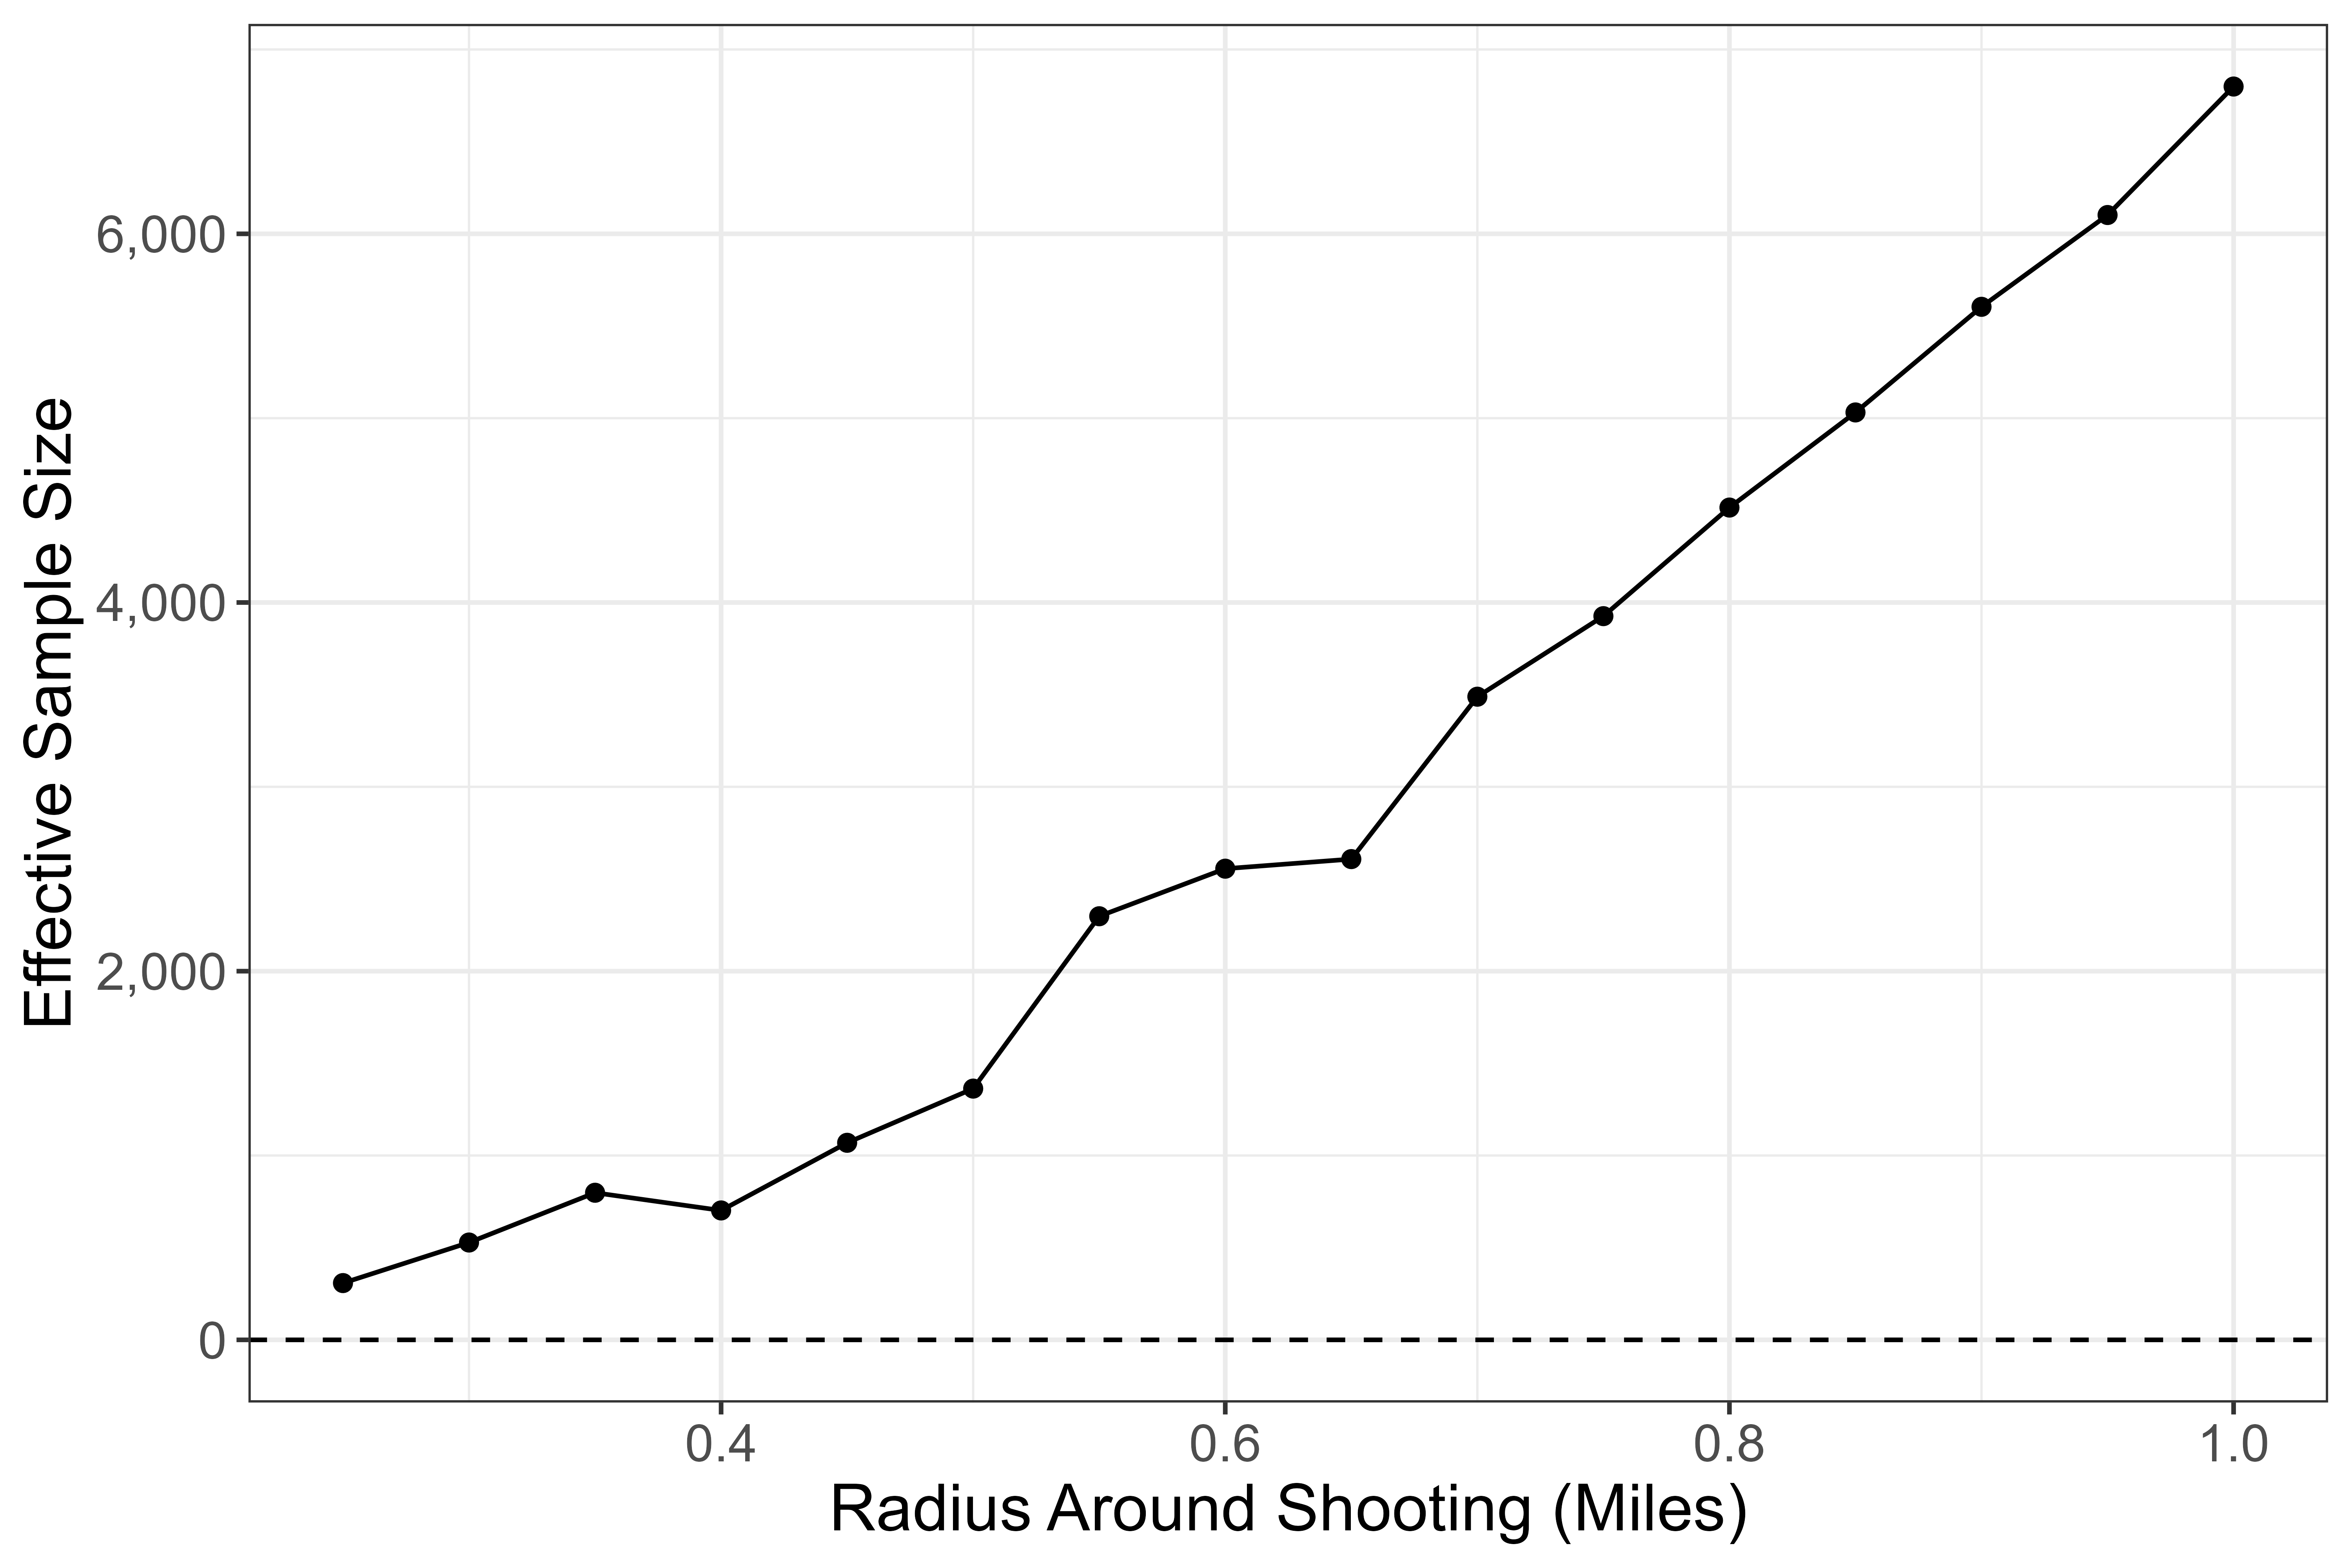 Effective Sample Size
6,000
4,000
2,000
0
0.4 0.6 0.8 1.0
Radius Around Shooting (Miles)